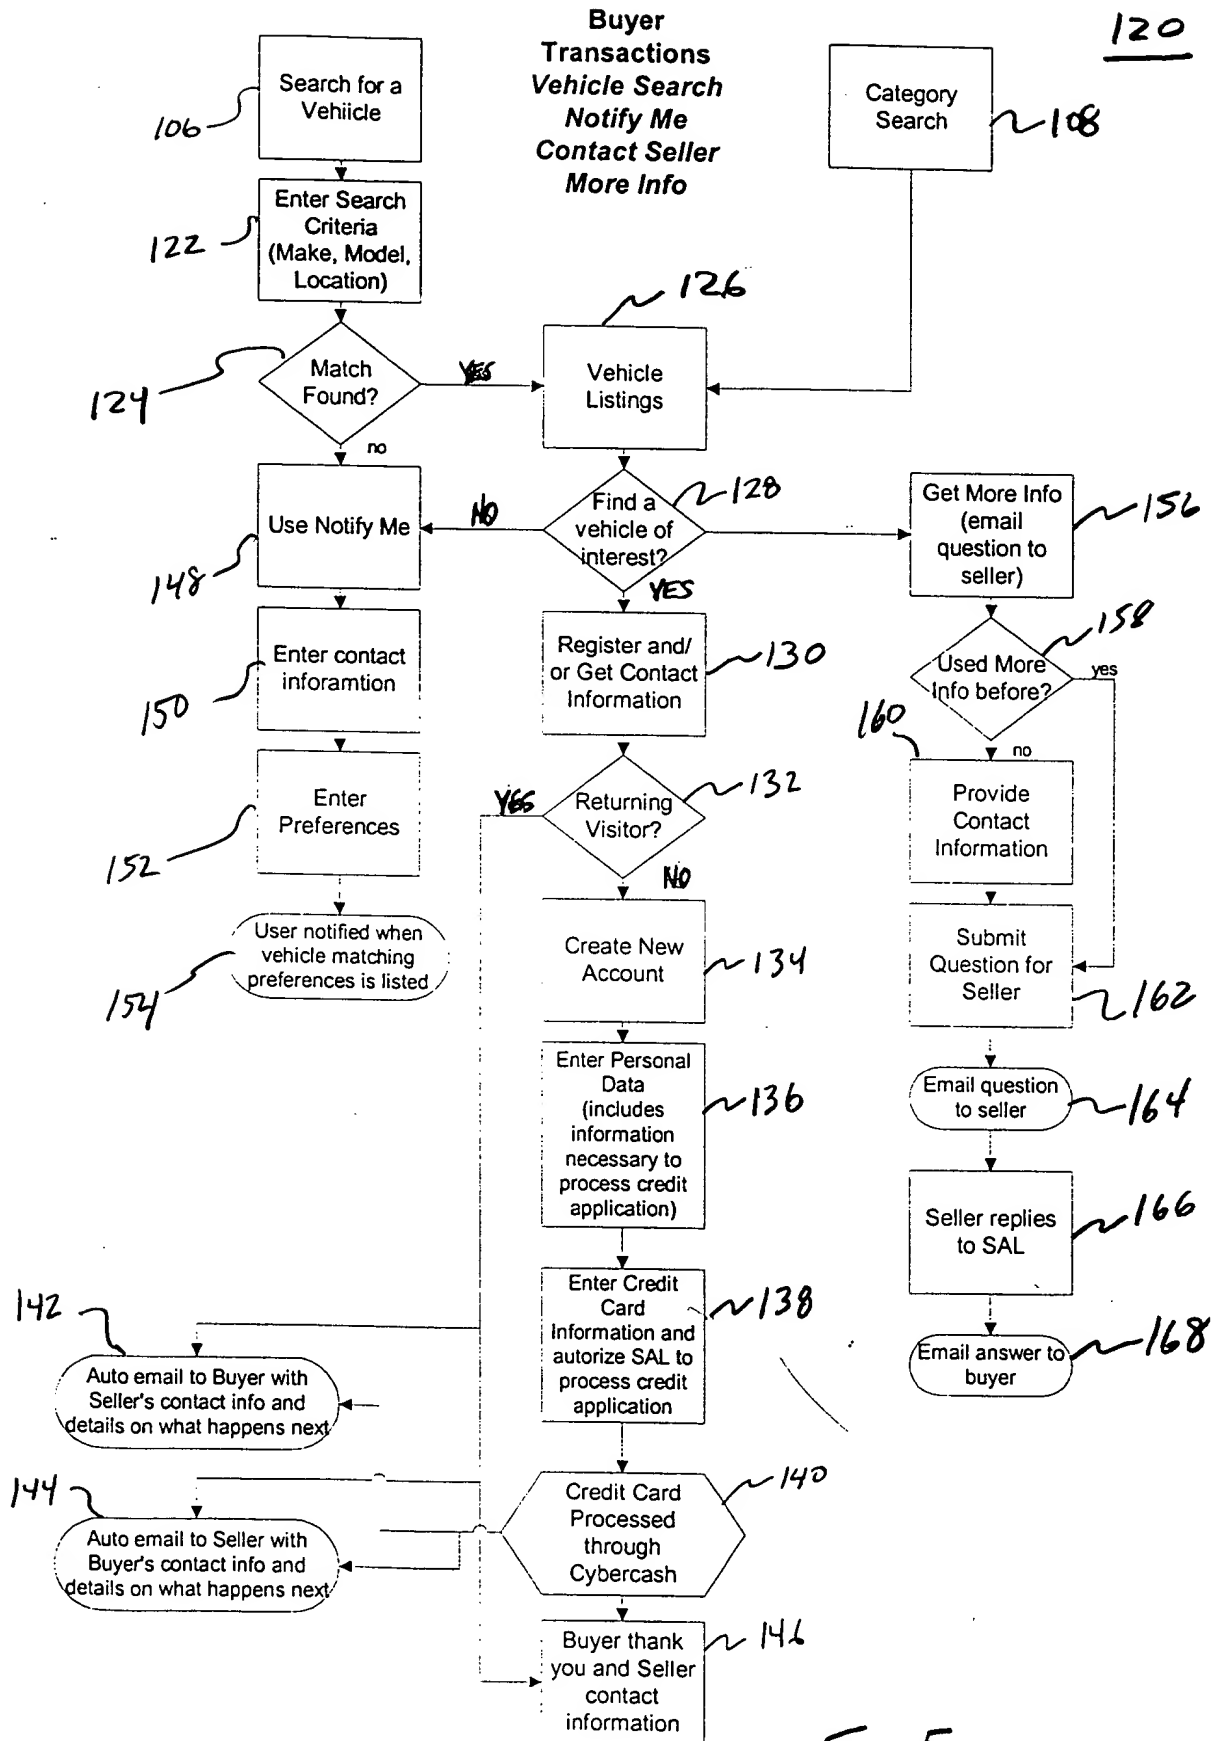 Buyer
Transactions
Vehicle Search
Notify Me
Contact Seller
More Info
120
Search for a
Vehiicle
106
Category
Search
108
Enter Search
Criteria
(Make, Model,
Location)
122
126
Match
Found?
124
YES
no
Vehicle
Listings
Use Notify Me
148
NO
Find a
vehicle of
interest?
128
YES
Get More Info
(email
question to
seller)
156
Enter contact
inforamtion
150
Register and/
or Get Contact
Information
130
Used More
Info before?
158
yes
no
160
Enter
Preferences
152
YES
Returning
Visitor?
132
NO
Provide
Contact
Information
User notified when
vehicle matching
preferences is listed
154
Create New
Account
134
Submit
Question for
Seller
162
Enter Personal
Data
(includes
information
necessary to
process credit
application)
136
Email question
to seller
164
Seller replies
to SAL
166
Enter Credit
Card
Information and
autorize SAL to
process credit
application
138
Email answer to
buyer
168
142
Auto email to Buyer with
Seller's contact info and
details on what happens next
144
Auto email to Seller with
Buyer's contact info and
details on what happens next
Credit Card
Processed
through
Cybercash
140
Buyer thank
you and Seller
contact
information
146